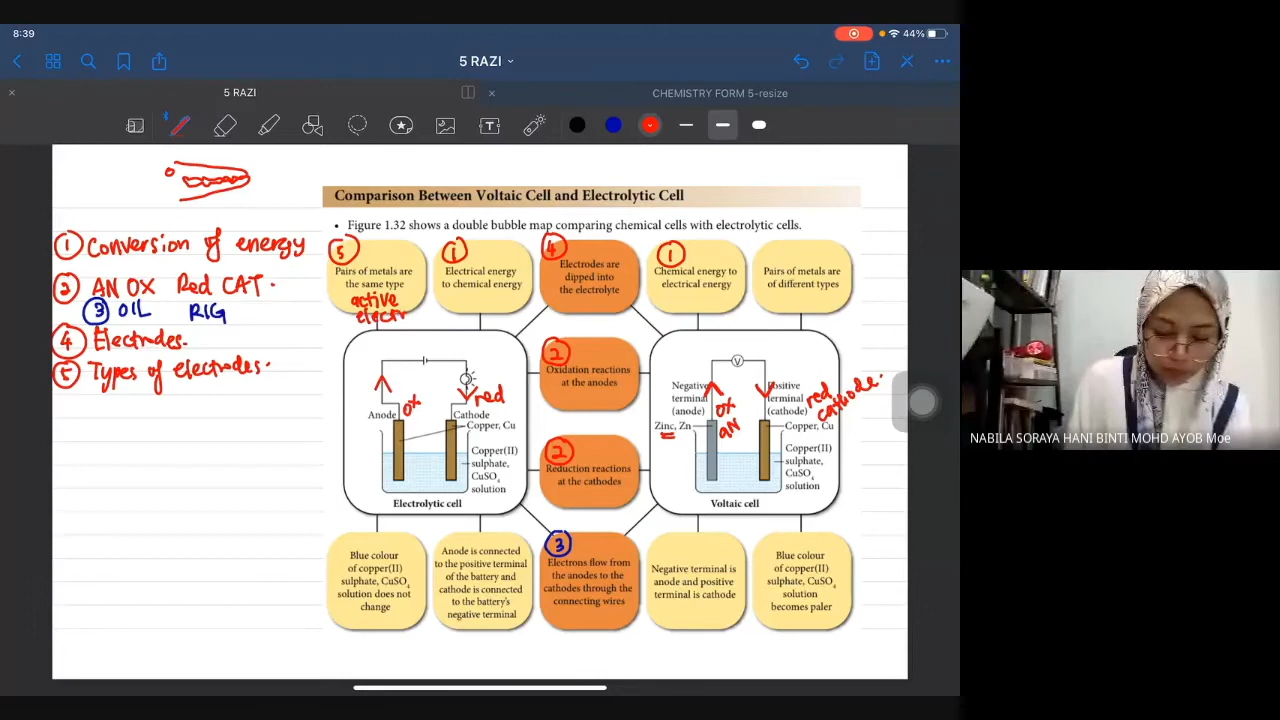 8:39
44%
5 RAZI
5 RAZI
CHEMISTRY FORM 5-resize
T
① Conversion of energy
② AN OX Red CAT.
③ OIL RIG
④ Electrodes.
⑤ Types of electrodes.
Comparison Between Voltaic Cell and Electrolytic Cell
• Figure 1.32 shows a double bubble map comparing chemical cells with electrolytic cells.
⑤
Pairs of metals are
the same type
active
electr
①
Electrical energy
to chemical energy
④
Electrodes are
dipped into
the electrolyte
①
Chemical energy to
electrical energy
Pairs of metals are
of different types
②
Oxidation reactions
at the anodes
②
Reduction reactions
at the cathodes
Anode
ox
red
Cathode
Copper, Cu
Copper(II)
sulphate,
CuSO4
solution
Electrolytic cell
V
Negative
terminal
(anode)
Zinc, Zn
ox
aN
Positive
terminal
(cathode)
red
cathode.
Copper, Cu
Copper(II)
sulphate,
CuSO4
solution
Voltaic cell
Blue colour
of copper(II)
sulphate, CuSO4
solution does not
change
Anode is connected
to the positive terminal
of the battery and
cathode is connected
to the battery's
negative terminal
③
Electrons flow from
the anodes to the
cathodes through the
connecting wires
Negative terminal is
anode and positive
terminal is cathode
Blue colour
of copper(II)
sulphate, CuSO4
solution
becomes paler
NABILA SORAYA HANI BINTI MOHD AYOB Moe